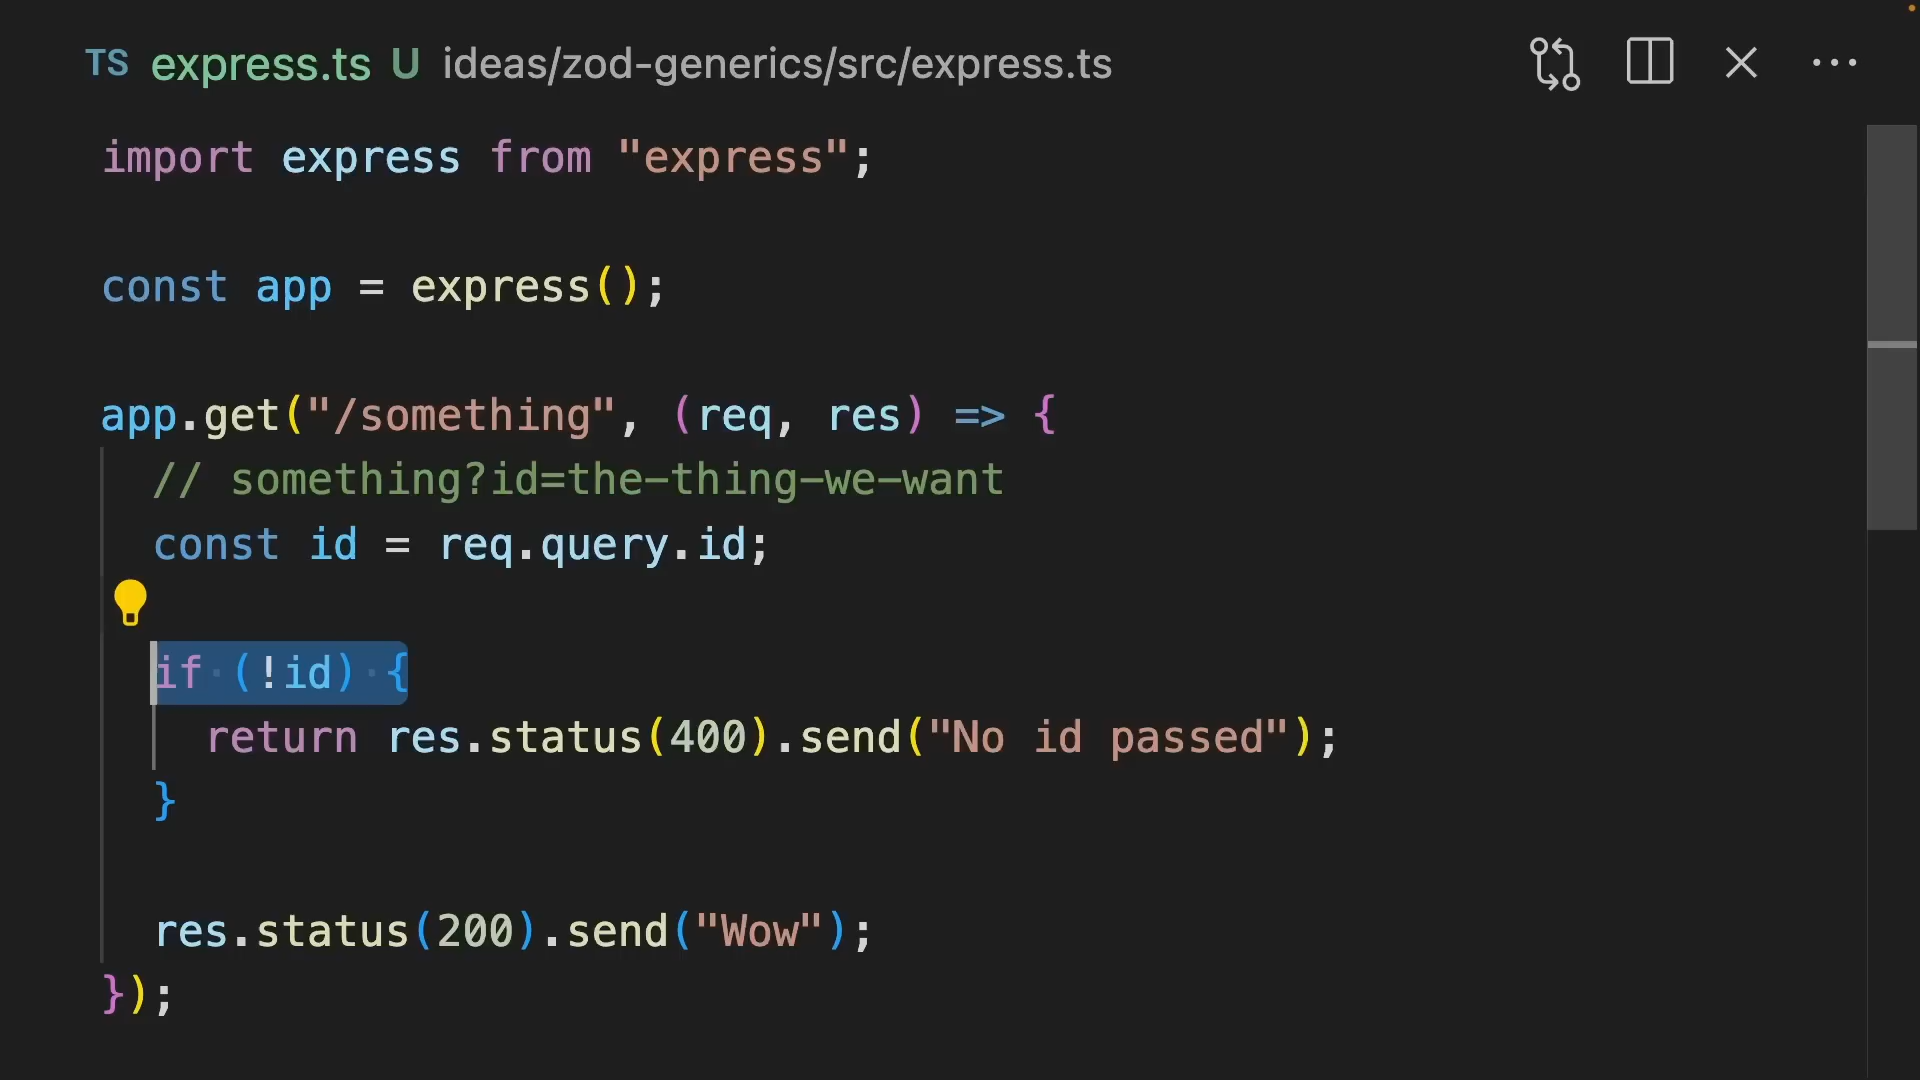 TS express.ts U ideas/zod-generics/src/express.ts
import express from "express";
const app = express();
app.get("/something", (req, res) => {
// something?id=the-thing-we-want
const id = req.query.id;
if (!id) {
return res.status(400).send("No id passed");
}
res.status(200).send("Wow");
});